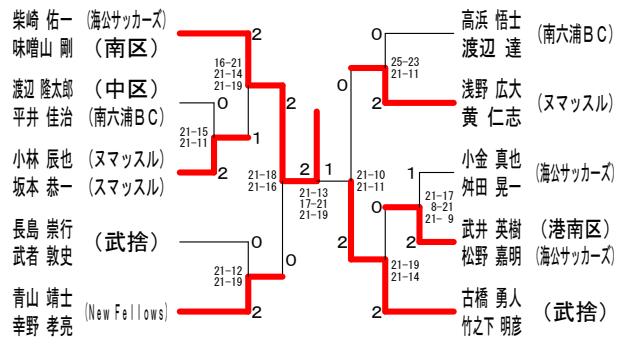 柴崎 佑一 (海公サッカーズ)
味噌山 剛 (南区)
渡辺 隆太郎 (中区)
平井 佳治 (南六浦BC)
小林 辰也 (ヌマッスル)
坂本 恭一 (スマッスル)
長島 崇行
武者 敦史
(武捨)
青山 靖士
幸野 孝亮
(New Fellows)
2
16-21
21-14
21-19
0
21-15
21-11
1
2
2
21-18
21-16
0
21-12
21-19
0
2
2
1
21-13
17-21
21-19
0
0
25-23
21-11
2
21-10
21-11
1
21-17
8-21
21- 9
0
2
2
21-19
21-14
2
高浜 悟士
渡辺 達
(南六浦BC)
浅野 広大
黄 仁志
(ヌマッスル)
小金 真也
舛田 晃一
(海公サッカーズ)
武井 英樹 (港南区)
松野 嘉明 (海公サッカーズ)
古橋 勇人
竹之下 明彦
(武捨)